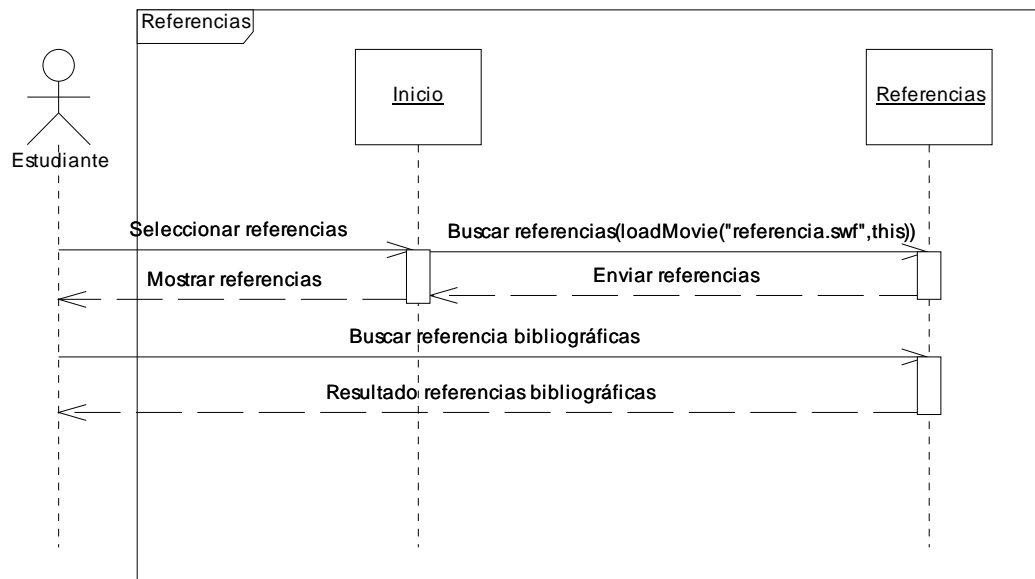 Referencias
Inicio
Referencias
Estudiante
Seleccionar referencias
Buscar referencias(loadMovie("referencia.swf",this))
Mostrar referencias
Enviar referencias
Buscar referencia bibliográficas
Resultado referencias bibliográficas